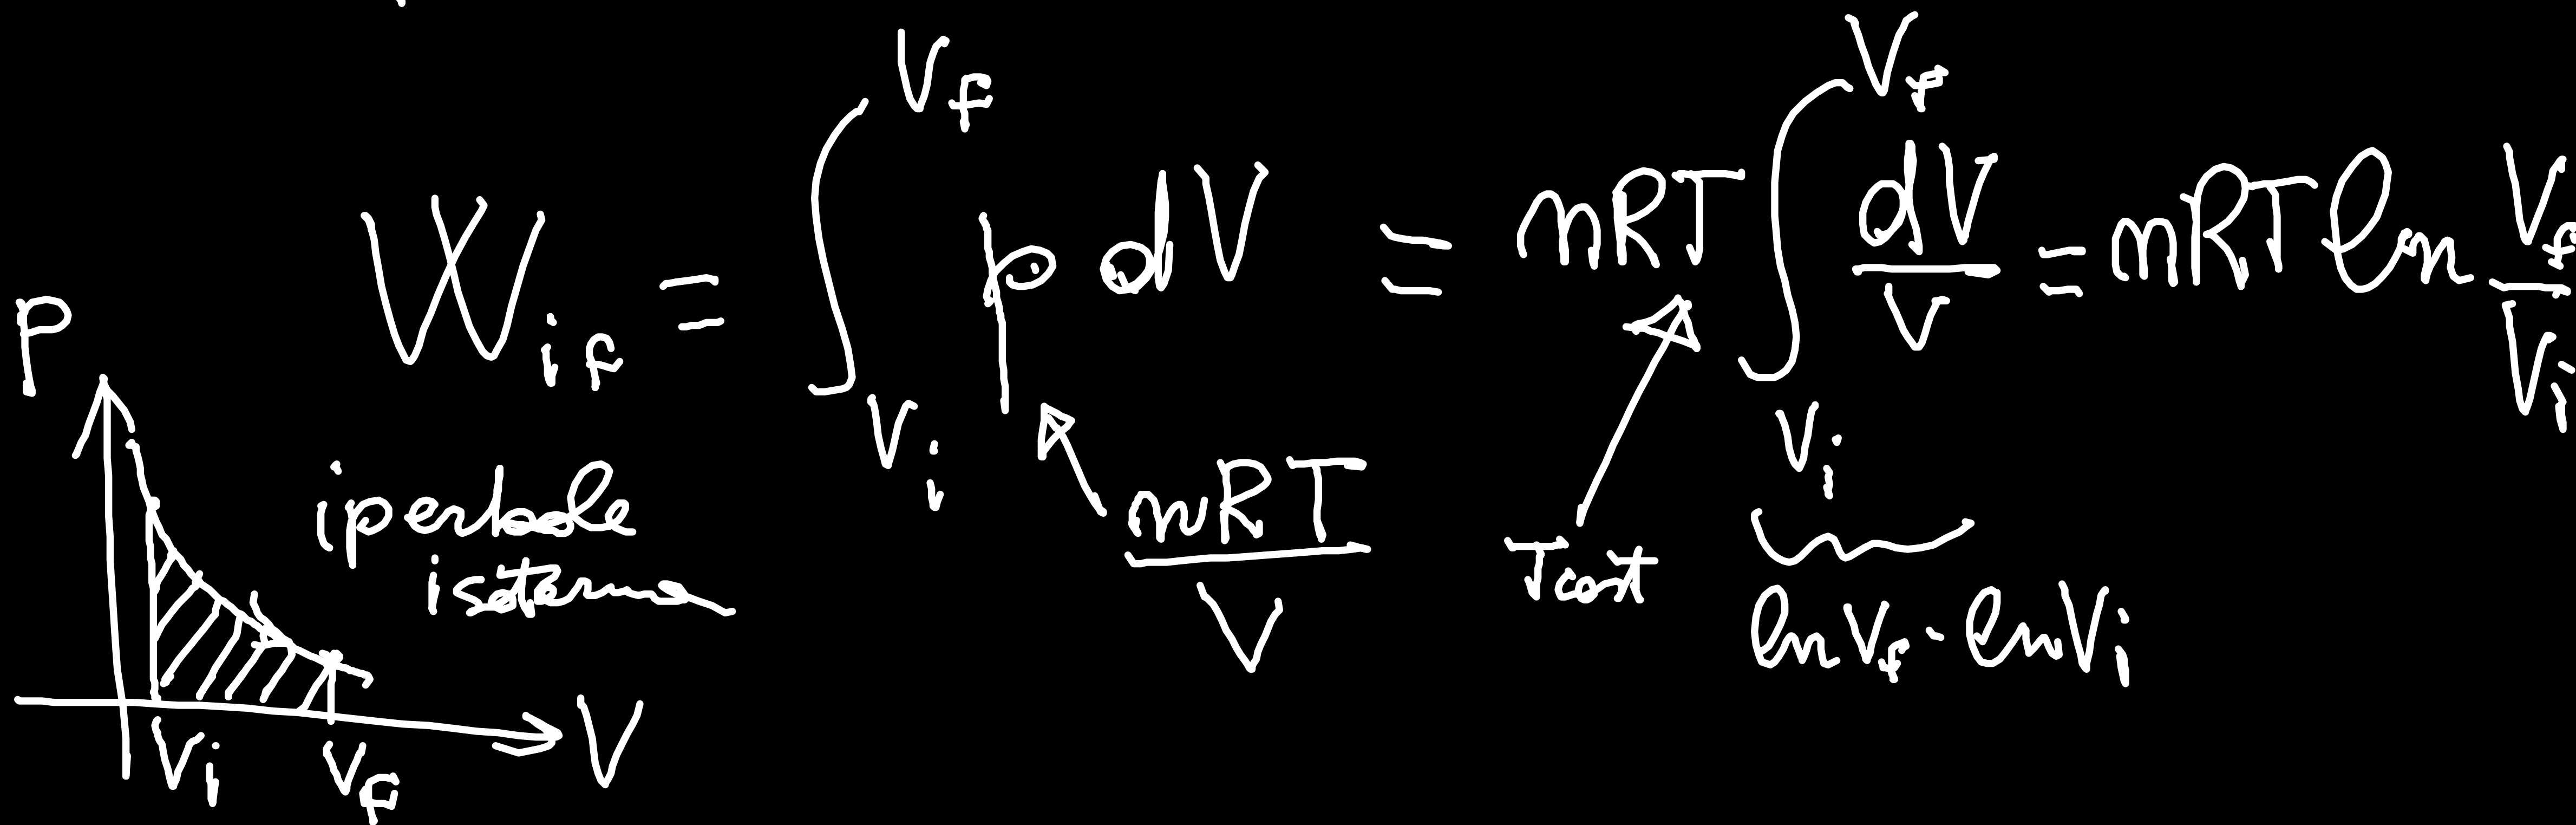 W_if = ∫_{V_i}^{V_f} p dV = nRT ∫_{V_i}^{V_f} dV/V = nRT ln V_f/V_i
nRT/V
T cost
ln V_f - ln V_i
p
iperbole
isoterma
V_i V_f V